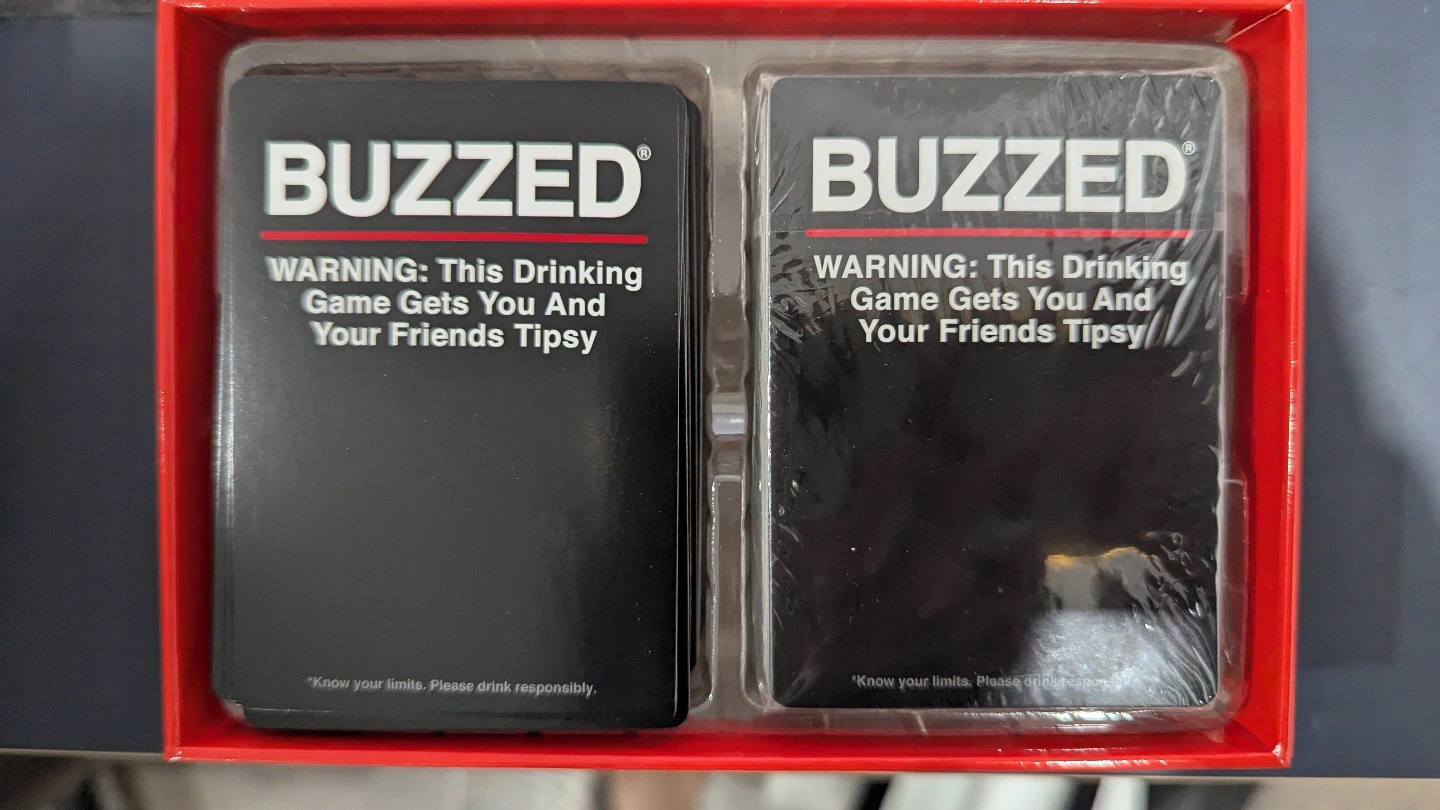 BUZZED®
WARNING: This Drinking
Game Gets You And
Your Friends Tipsy
*Know your limits. Please drink responsibly.
BUZZED®
WARNING: This Drinking
Game Gets You And
Your Friends Tipsy
*Know your limits. Please drink